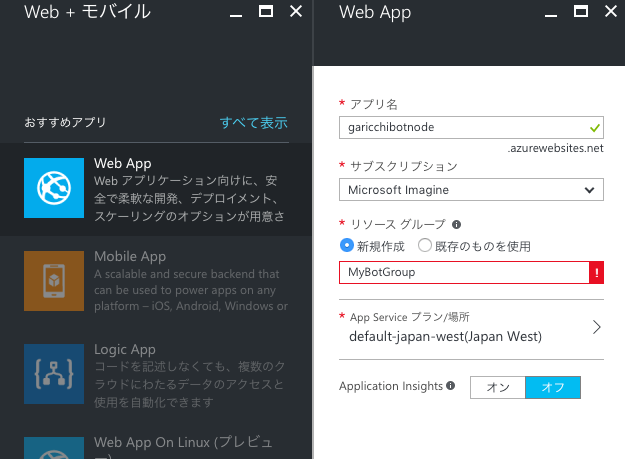 Web + モバイル
おすすめアプリ
すべて表示
Web App
Web アプリケーション向けに、安
全で柔軟な開発、デプロイメント、
スケーリングのオプションが用意さ
Mobile App
A scalable and secure backend that
can be used to power apps on any
platform – iOS, Android, Windows or
Logic App
コードを記述しなくても、複数のク
ラウドにわたるデータのアクセスと
使用を自動化できます
Web App On Linux (プレビュ
ー)
Web App
* アプリ名
garicchibotnode
.azurewebsites.net
* サブスクリプション
Microsoft Imagine
* リソース グループ
新規作成 既存のものを使用
MyBotGroup
* App Service プラン/場所
default-japan-west(Japan West)
Application Insights オン オフ